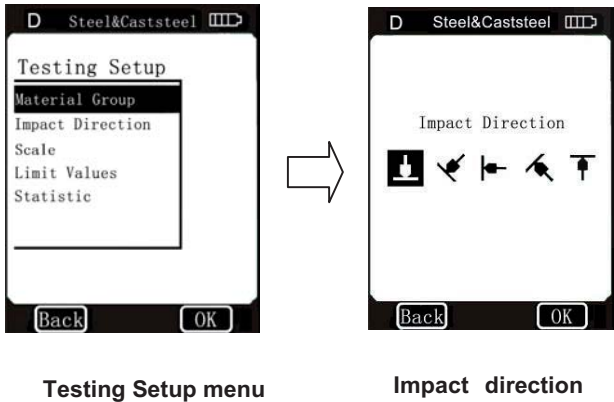 D Steel&Caststeel
Testing Setup
Material Group
Impact Direction
Scale
Limit Values
Statistic
Back OK
Testing Setup menu
D Steel&Caststeel
Impact Direction
Back OK
Impact direction